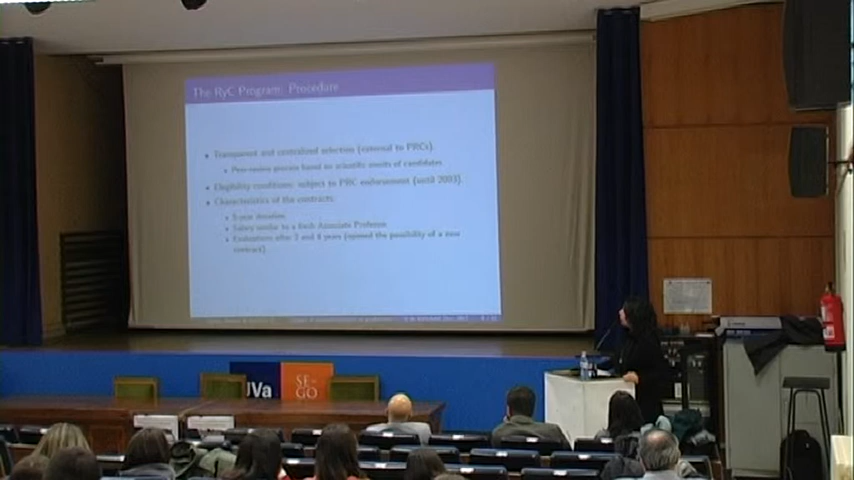 The RyC Program: Procedure
• Transparent and centralized selection (external to PRCs).
• Peer-review process based on scientific merits of candidates
• Eligibility conditions: subject to PRC endorsement (until 2003).
• Characteristics of the contracts:
• 5-year duration
• Salary similar to a fresh Associate Professor
• Evaluations after 2 and 4 years (opened the possibility of a new
contract)
UVa
SE-
GO